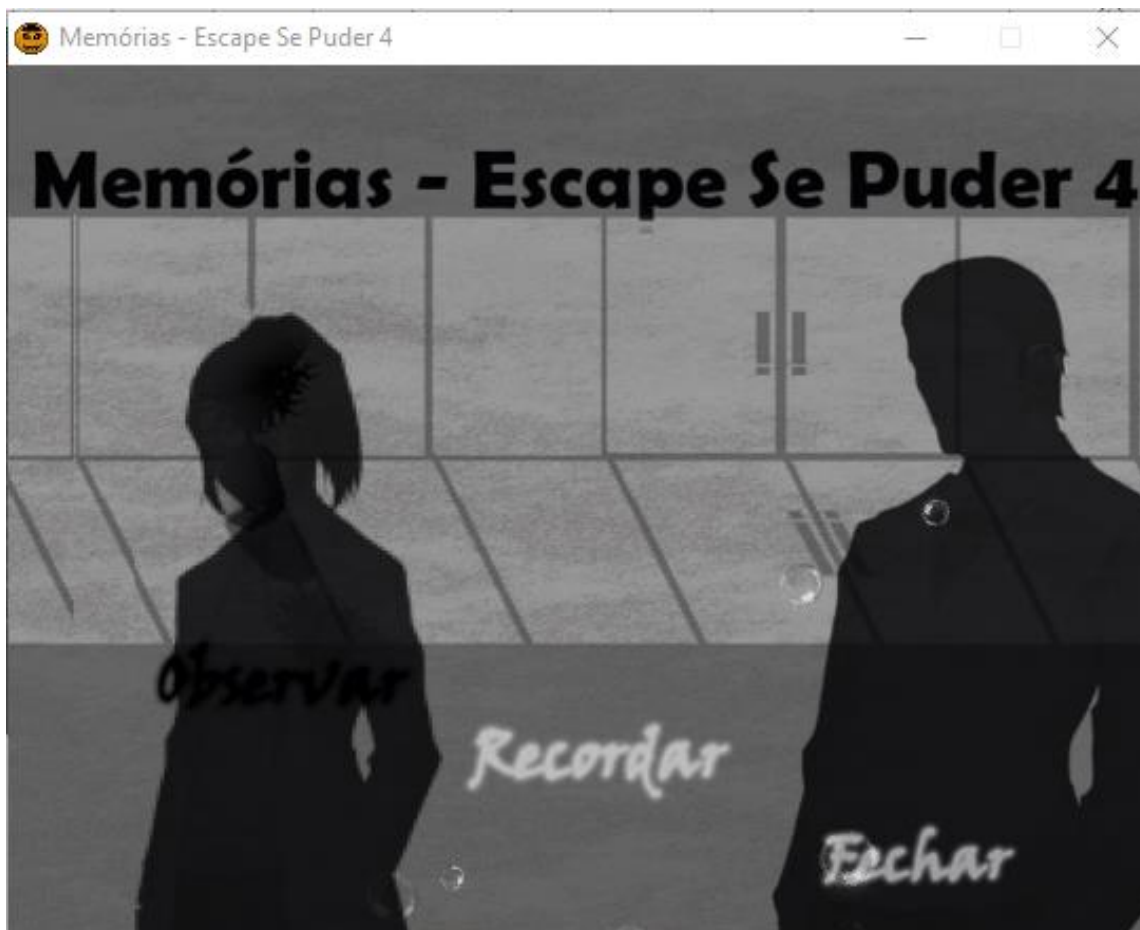 Memórias - Escape Se Puder 4
Memórias - Escape Se Puder 4
Observar
Recordar
Fechar